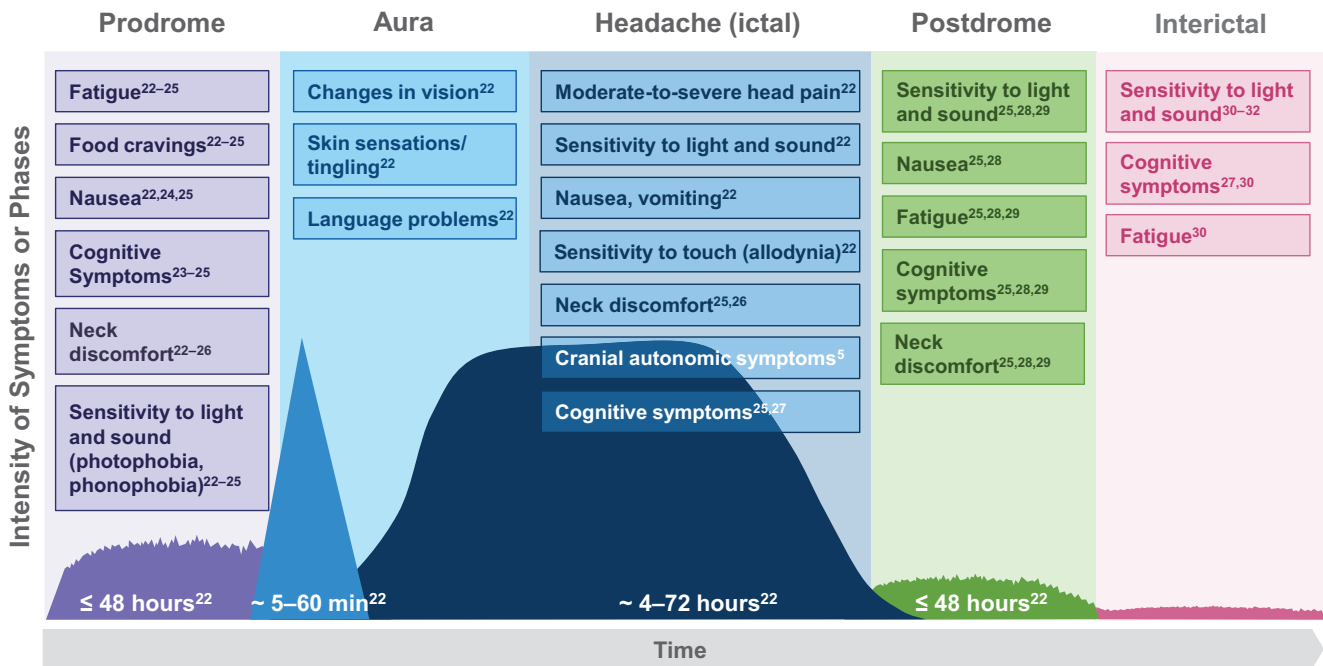 Intensity of Symptoms or Phases
Prodrome
Fatigue22–25
Food cravings22–25
Nausea22,24,25
Cognitive
Symptoms23–25
Neck
discomfort22–26
Sensitivity to light
and sound
(photophobia,
phonophobia)22–25
≤ 48 hours22
Aura
Changes in vision22
Skin sensations/
tingling22
Language problems22
~ 5–60 min22
Headache (ictal)
Moderate-to-severe head pain22
Sensitivity to light and sound22
Nausea, vomiting22
Sensitivity to touch (allodynia)22
Neck discomfort25,26
Cranial autonomic symptoms5
Cognitive symptoms25,27
~ 4–72 hours22
Postdrome
Sensitivity to light
and sound25,28,29
Nausea25,28
Fatigue25,28,29
Cognitive
symptoms25,28,29
Neck
discomfort25,28,29
≤ 48 hours22
Interictal
Sensitivity to light
and sound30–32
Cognitive
symptoms27,30
Fatigue30
Time